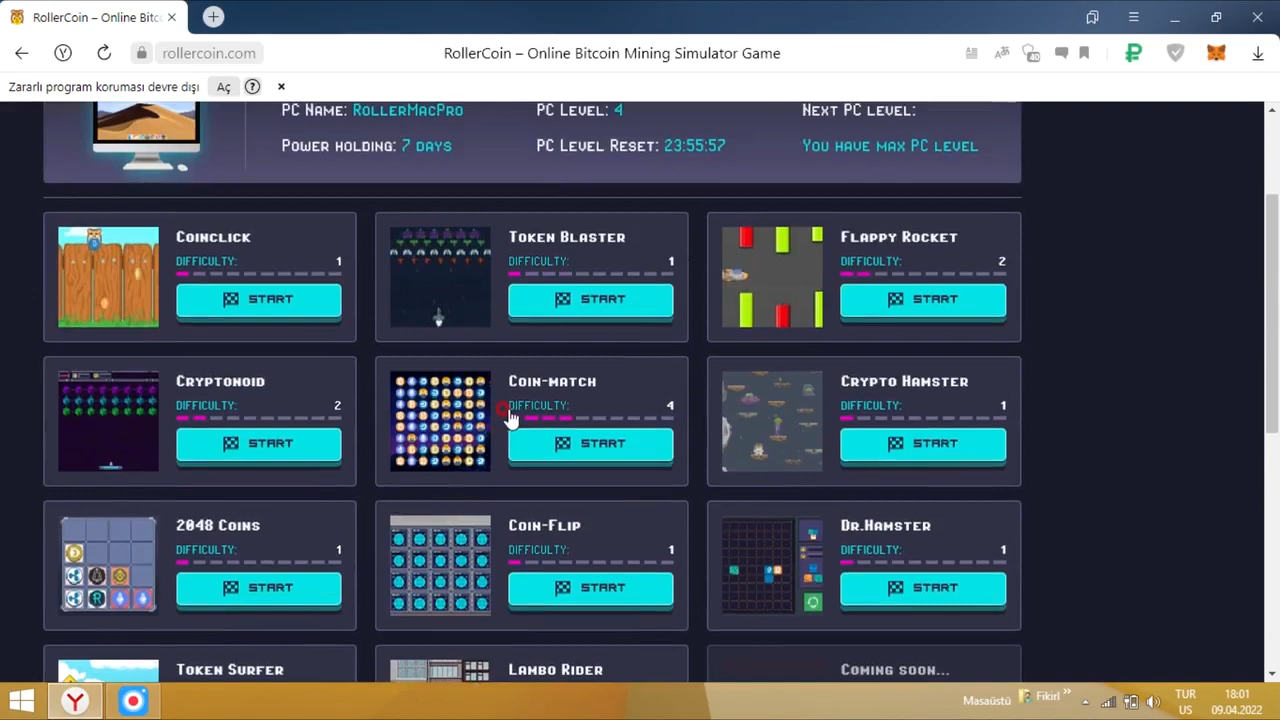 RollerCoin – Online Bitc
rollercoin.com
RollerCoin – Online Bitcoin Mining Simulator Game –
40
Zararlı program koruması devre dışı
Aç
?
PC Name: RollerMacPro
PC Level: 4
Next PC level:
Power holding: 7 days
PC Level Reset: 23:55:57
You have max PC level
CoinClick
Difficulty: 1
START
Token Blaster
Difficulty: 1
START
Flappy Rocket
Difficulty: 2
START
Cryptonoid
Difficulty: 2
START
Coin-match
Difficulty: 4
START
Crypto Hamster
Difficulty: 1
START
2048 Coins
Difficulty: 1
START
Coin-Flip
Difficulty: 1
START
Dr.Hamster
Difficulty: 1
START
Token Surfer
Lambo Rider
Coming soon...
Masaüstü
Fikirl
TUR
US
18:01
09.04.2022